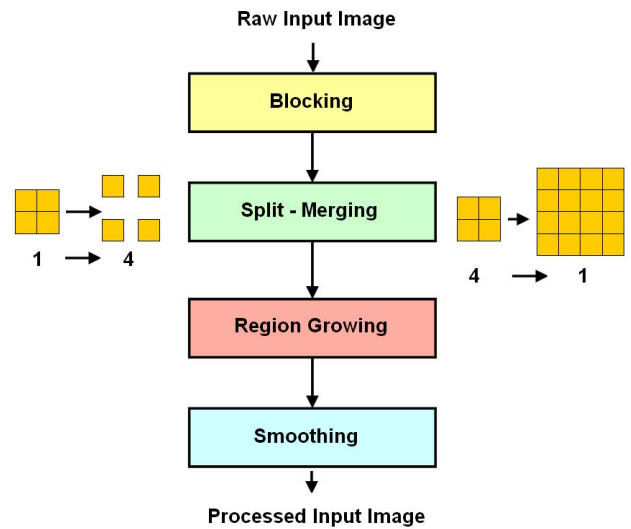 Raw Input Image
Blocking
Split - Merging
1
4
4
1
Region Growing
Smoothing
Processed Input Image